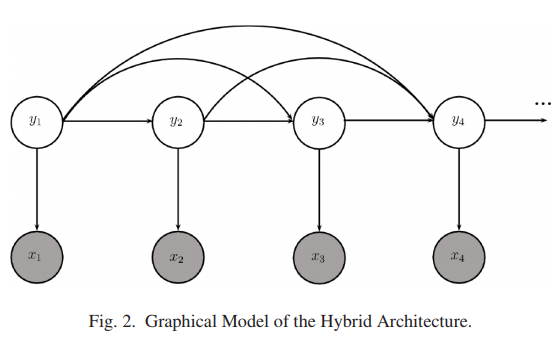 ...
y₁ y₂ y₃ y₄
x₁ x₂ x₃ x₄
Fig. 2. Graphical Model of the Hybrid Architecture.